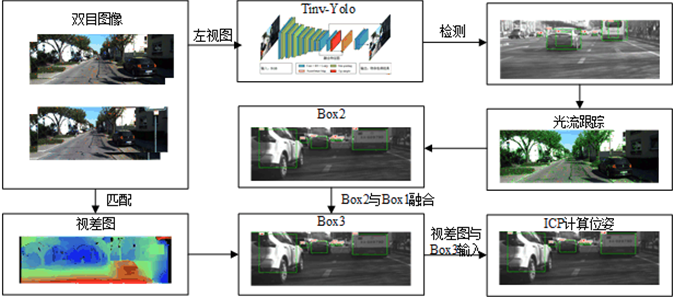 双目图像
左视图
Tinv-Yolo
检测
光流跟踪
Box2
Box2与Box1融合
匹配
视差图
Box3
视差图与
Box3输入
ICP计算位姿